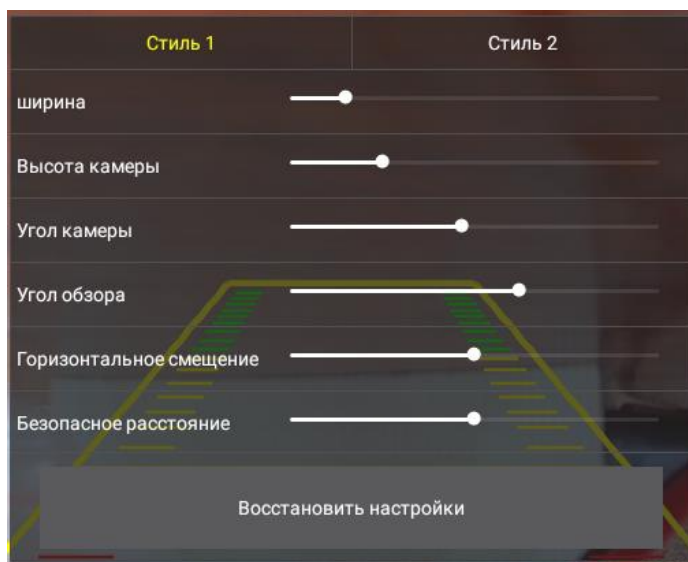 Стиль 1
Стиль 2
ширина
Высота камеры
Угол камеры
Угол обзора
Горизонтальное смещение
Безопасное расстояние
Восстановить настройки